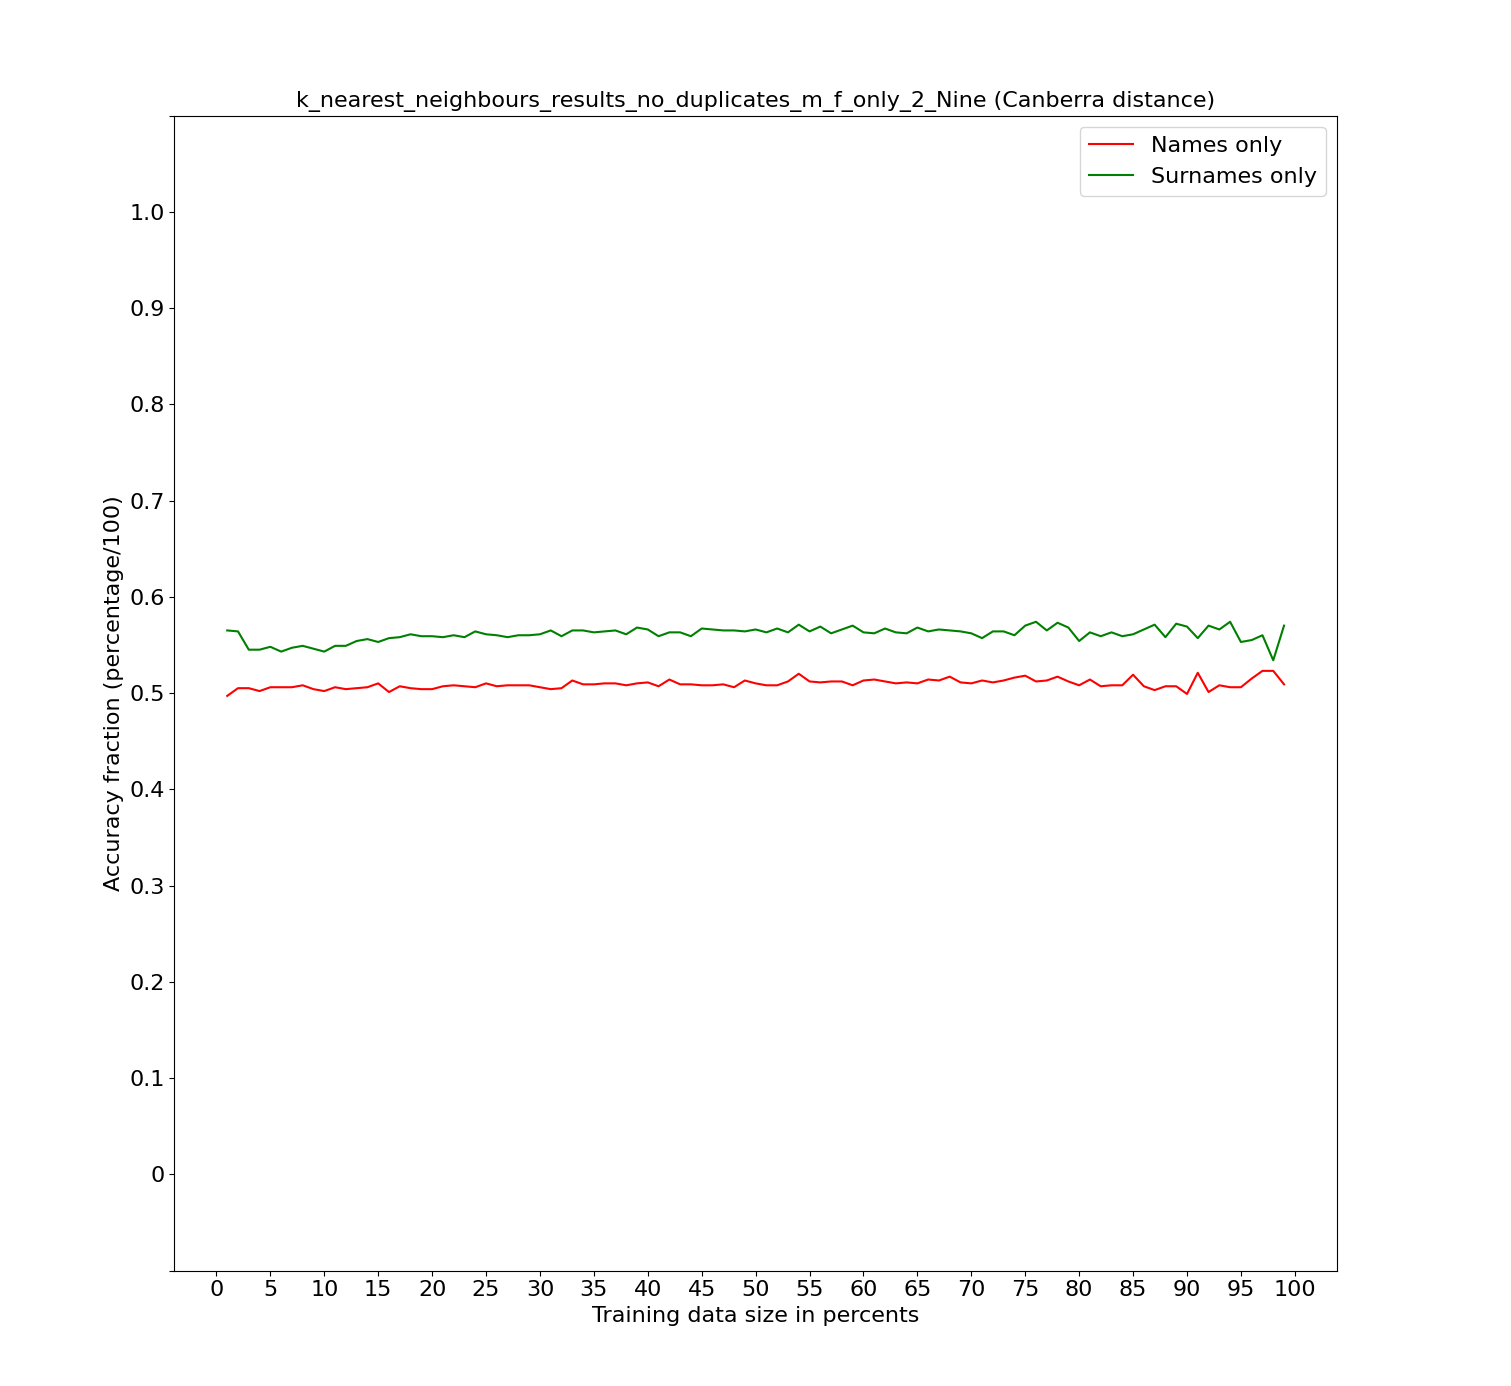 k_nearest_neighbours_results_no_duplicates_m_f_only_2_Nine (Canberra distance)
Names only
Surnames only
1.0
0.9
0.8
0.7
0.6
0.5
0.4
0.3
0.2
0.1
0
Accuracy fraction (percentage/100)
0 5 10 15 20 25 30 35 40 45 50 55 60 65 70 75 80 85 90 95 100
Training data size in percents